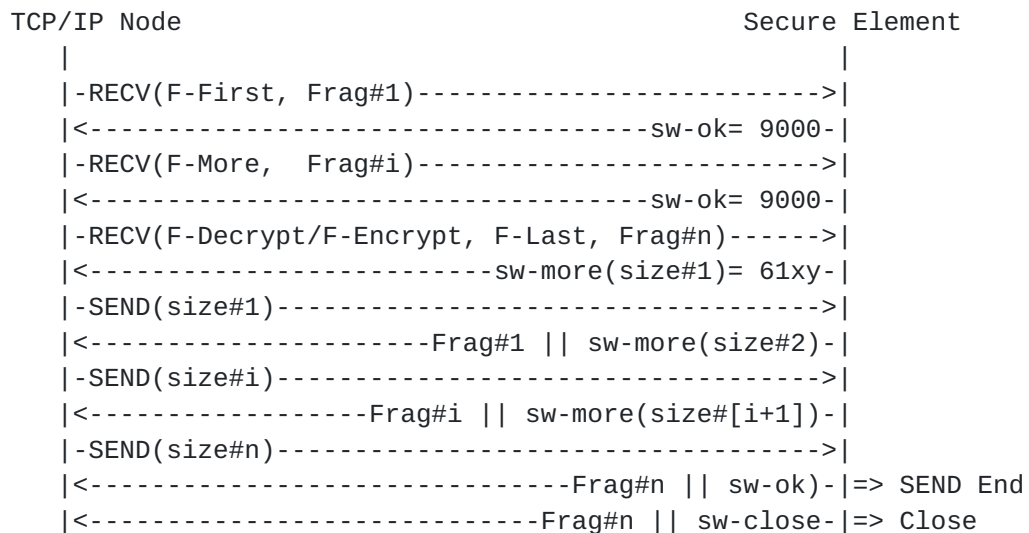 TCP/IP Node                                    Secure Element
   |                                                 |
   |-RECV(F-First, Frag#1)-------------------------->|
   |<------------------------------------sw-ok= 9000-|
   |-RECV(F-More,  Frag#i)-------------------------->|
   |<------------------------------------sw-ok= 9000-|
   |-RECV(F-Decrypt/F-Encrypt, F-Last, Frag#n)------>|
   |<--------------------------sw-more(size#1)= 61xy-|
   |-SEND(size#1)----------------------------------->|
   |<----------------------Frag#1 || sw-more(size#2)-|
   |-SEND(size#i)----------------------------------->|
   |<------------------Frag#i || sw-more(size#[i+1])-|
   |-SEND(size#n)----------------------------------->|
   |<-------------------------------Frag#n || sw-ok)-|=> SEND End
   |<-----------------------------Frag#n || sw-close-|=> Close